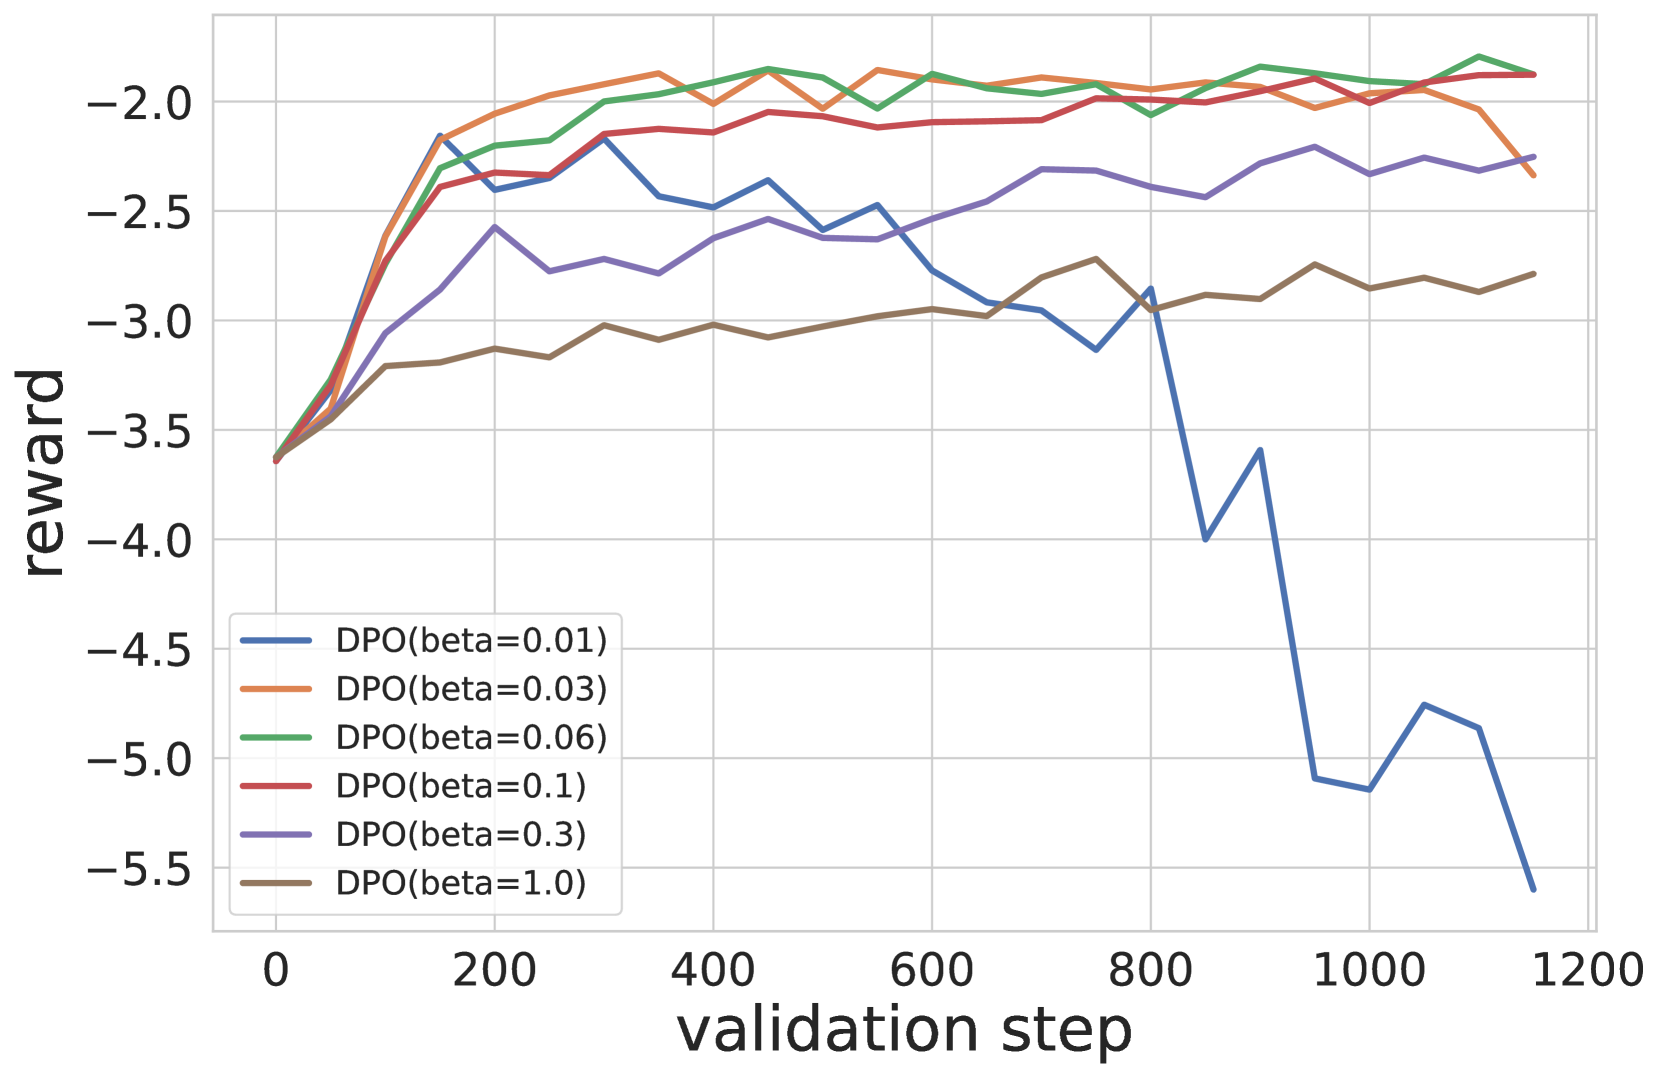 reward
−2.0
−2.5
−3.0
−3.5
−4.0
−4.5
−5.0
−5.5
DPO(beta=0.01)
DPO(beta=0.03)
DPO(beta=0.06)
DPO(beta=0.1)
DPO(beta=0.3)
DPO(beta=1.0)
0 200 400 600 800 1000 1200
validation step